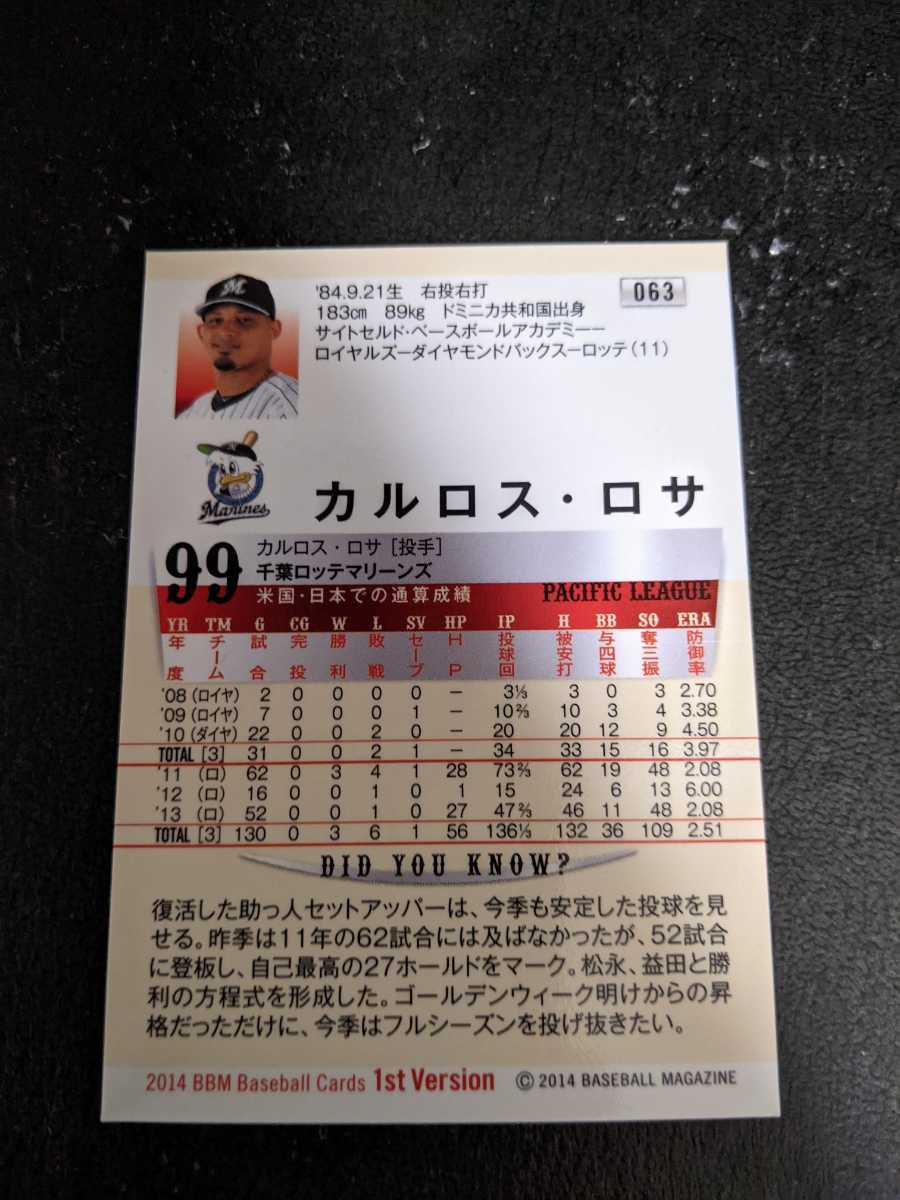 '84.9.21生 右投右打
063
183cm 89kg ドミニカ共和国出身
サイトセルド・ベースボールアカデミーー
ロイヤルズーダイヤモンドバックスーロッテ(11)
M
Marines
カルロス・ロサ
99
カルロス・ロサ [投手]
千葉ロッテマリーンズ
米国・日本での通算成績 PACIFIC LEAGUE
YR TM G CG W L SV HP IP H BB SO ERA
年度 チーム 試合 完投 勝利 敗戦 セーブ HP 投球回 被安打 与四球 奪三振 防御率
'08 (ロイヤ) 2 0 0 0 0 − 3⅓ 3 0 3 2.70
'09 (ロイヤ) 7 0 0 0 1 − 10⅔ 10 3 4 3.38
'10 (ダイヤ) 22 0 0 2 0 − 20 20 12 9 4.50
TOTAL [3] 31 0 0 2 1 − 34 33 15 16 3.97
'11 (ロ) 62 0 3 4 1 28 73⅔ 62 19 48 2.08
'12 (ロ) 16 0 0 1 0 1 15 24 6 13 6.00
'13 (ロ) 52 0 0 1 0 27 47⅔ 46 11 48 2.08
TOTAL [3] 130 0 3 6 1 56 136⅓ 132 36 109 2.51
DID YOU KNOW?
復活した助っ人セットアッパーは、今季も安定した投球を見
せる。昨季は11年の62試合には及ばなかったが、52試合
に登板し、自己最高の27ホールドをマーク。松永、益田と勝
利の方程式を形成した。ゴールデンウィーク明けからの昇
格だっただけに、今季はフルシーズンを投げ抜きたい。
2014 BBM Baseball Cards 1st Version © 2014 BASEBALL MAGAZINE